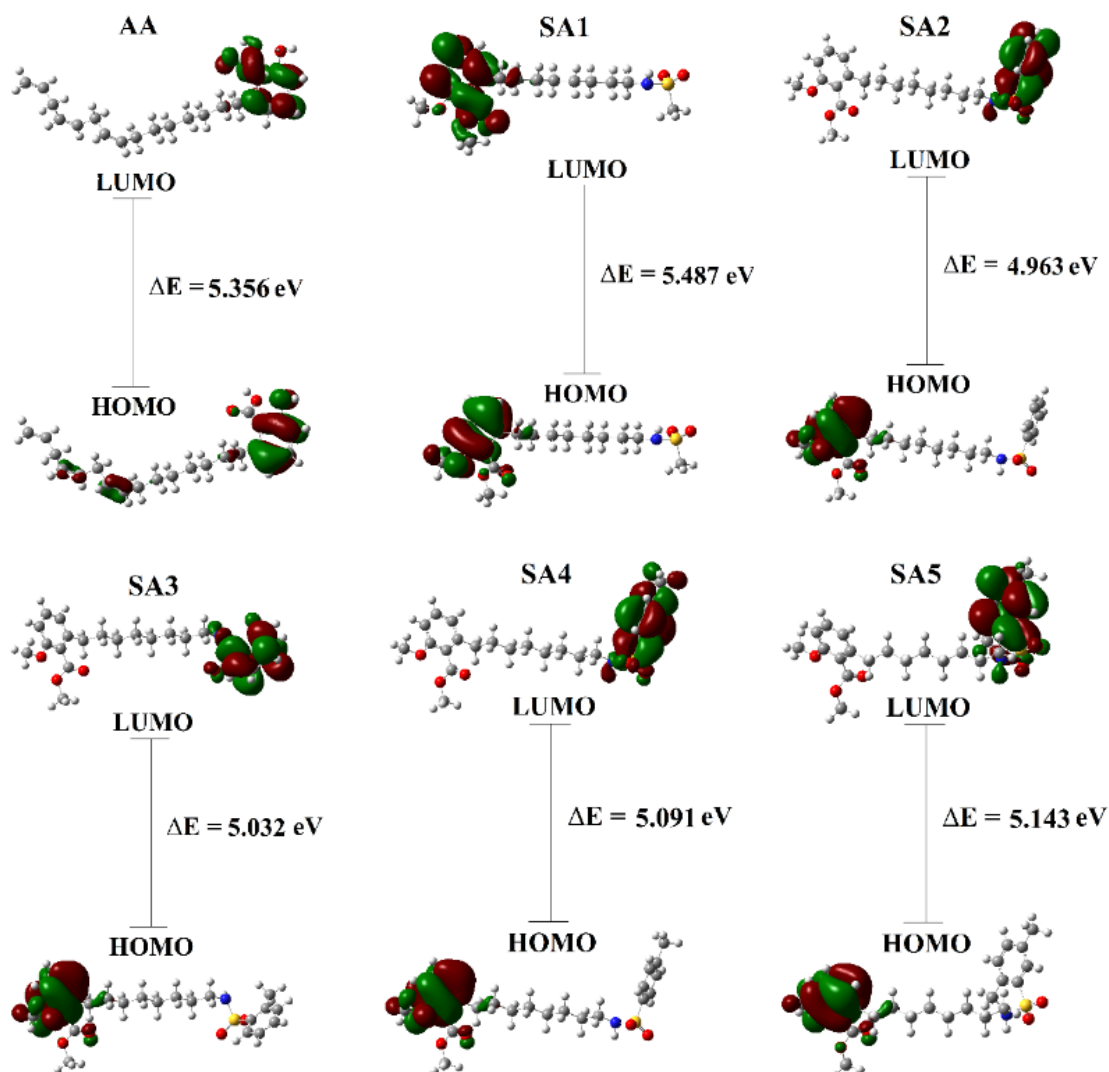 AA
SA1
SA2
LUMO
LUMO
LUMO
ΔE = 5.356 eV
ΔE = 5.487 eV
ΔE = 4.963 eV
HOMO
HOMO
HOMO
SA3
SA4
SA5
LUMO
LUMO
LUMO
ΔE = 5.032 eV
ΔE = 5.091 eV
ΔE = 5.143 eV
HOMO
HOMO
HOMO